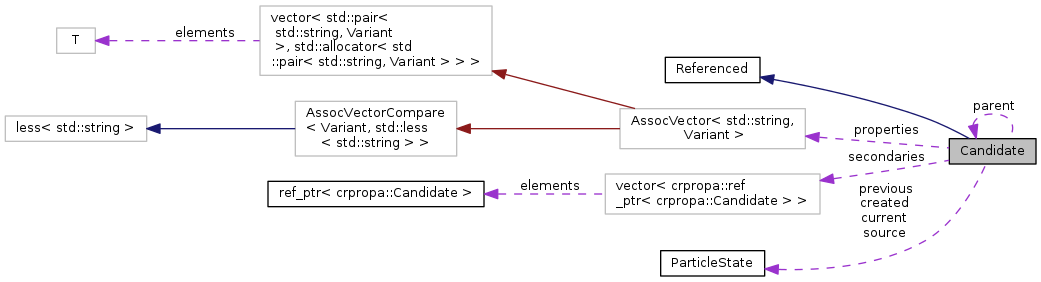 vector< std::pair<
std::string, Variant
>, std::allocator< std
::pair< std::string, Variant > > >
elements
T
Referenced
parent
AssocVectorCompare
< Variant, std::less
< std::string > >
less< std::string >
AssocVector< std::string,
Variant >
properties
Candidate
secondaries
ref_ptr< crpropa::Candidate >
elements
vector< crpropa::ref
_ptr< crpropa::Candidate > >
previous
created
current
source
ParticleState